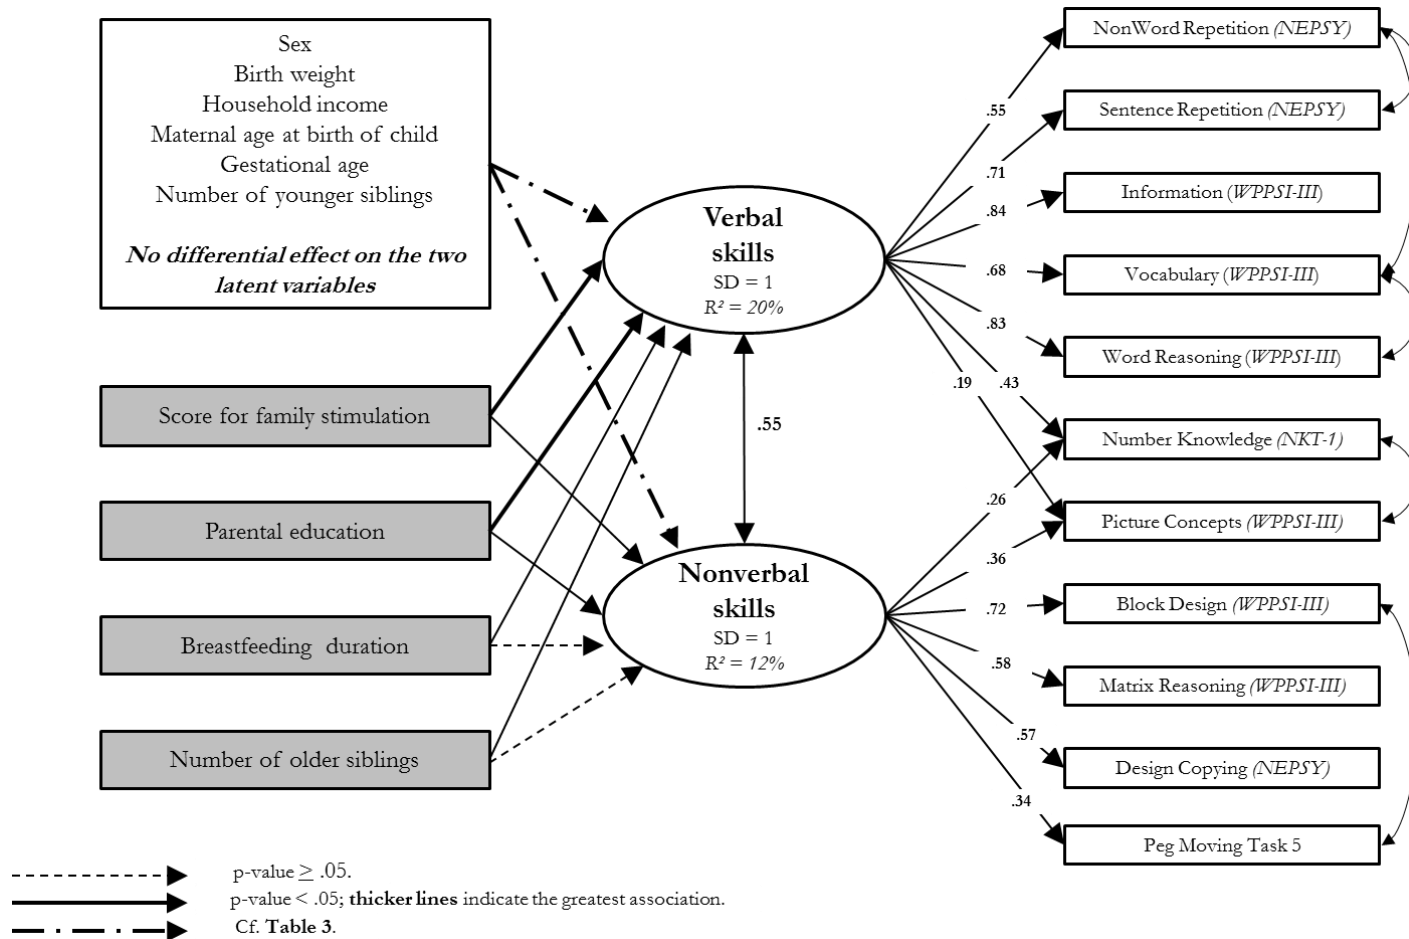 Sex
Birth weight
Household income
Maternal age at birth of child
Gestational age
Number of younger siblings
No differential effect on the two
latent variables
Score for family stimulation
Parental education
Breastfeeding duration
Number of older siblings
Verbal
skills
SD = 1
R² = 20%
.55
Nonverbal
skills
SD = 1
R² = 12%
.55
.71
.84
.68
.83
.19
.43
.26
.36
.72
.58
.57
.34
NonWord Repetition (NEPSY)
Sentence Repetition (NEPSY)
Information (WPPSI-III)
Vocabulary (WPPSI-III)
Word Reasoning (WPPSI-III)
Number Knowledge (NKT-1)
Picture Concepts (WPPSI-III)
Block Design (WPPSI-III)
Matrix Reasoning (WPPSI-III)
Design Copying (NEPSY)
Peg Moving Task 5
p-value ≥ .05.
p-value < .05; thicker lines indicate the greatest association.
Cf. Table 3.